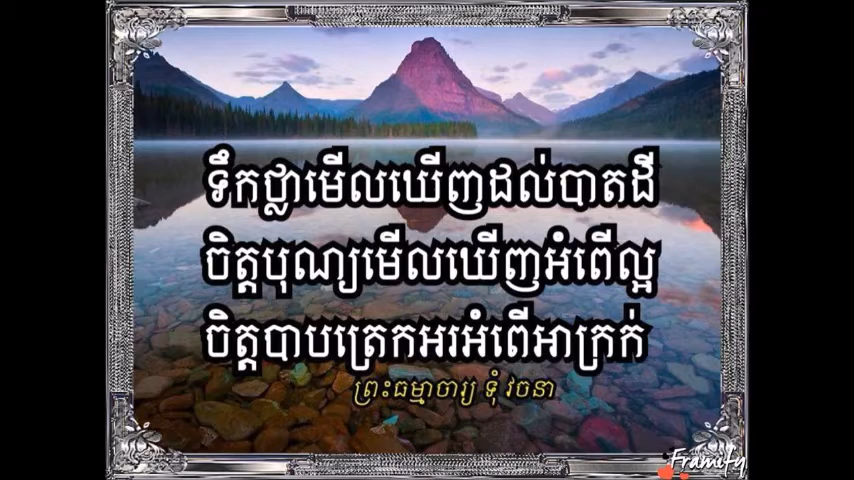 ទឹកថ្លាមើលឃើញដល់បាតដី
ចិត្តបុណ្យមើលឃើញអំពើល្អ
ចិត្តបាបត្រេកអរអំពើអាក្រក់
ព្រះធម្មាចារ្យ ទុំ វចនា
Framify